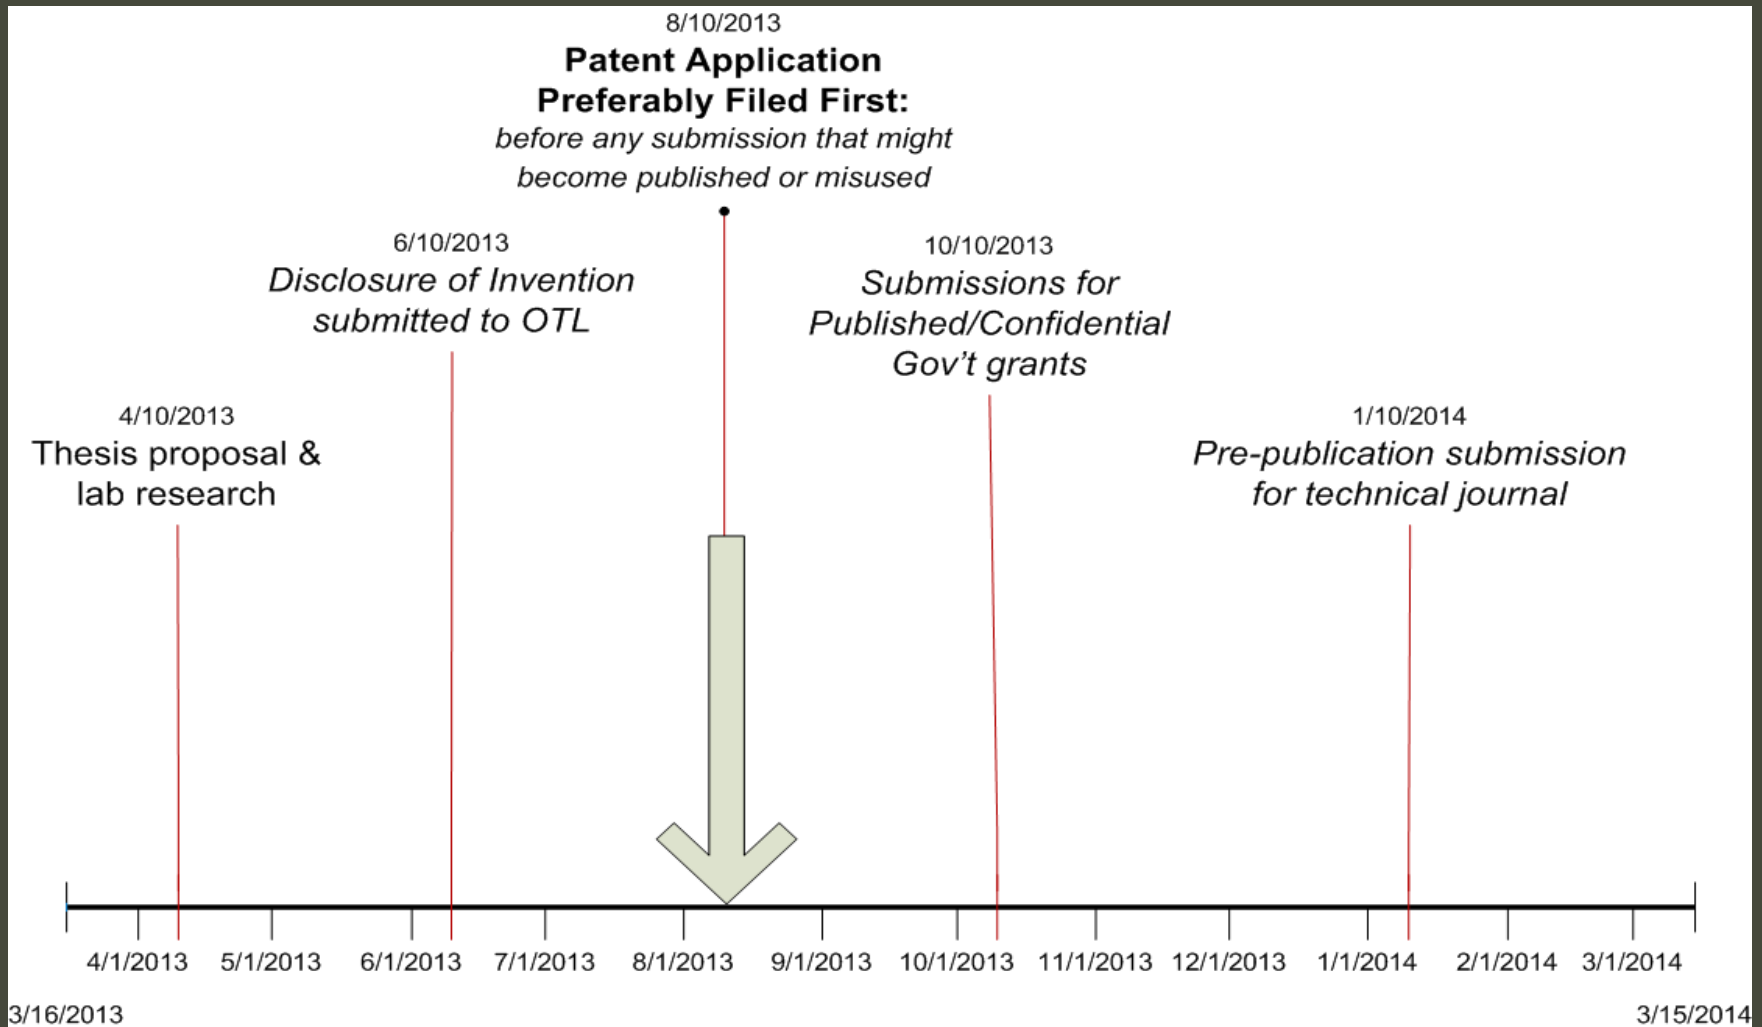 8/10/2013
Patent Application
Preferably Filed First:
before any submission that might
become published or misused
6/10/2013
Disclosure of Invention
submitted to OTL
10/10/2013
Submissions for
Published/Confidential
Gov’t grants
4/10/2013
Thesis proposal &
lab research
1/10/2014
Pre-publication submission
for technical journal
4/1/2013 5/1/2013 6/1/2013 7/1/2013 8/1/2013 9/1/2013 10/1/2013 11/1/2013 12/1/2013 1/1/2014 2/1/2014 3/1/2014
3/16/2013 3/15/2014